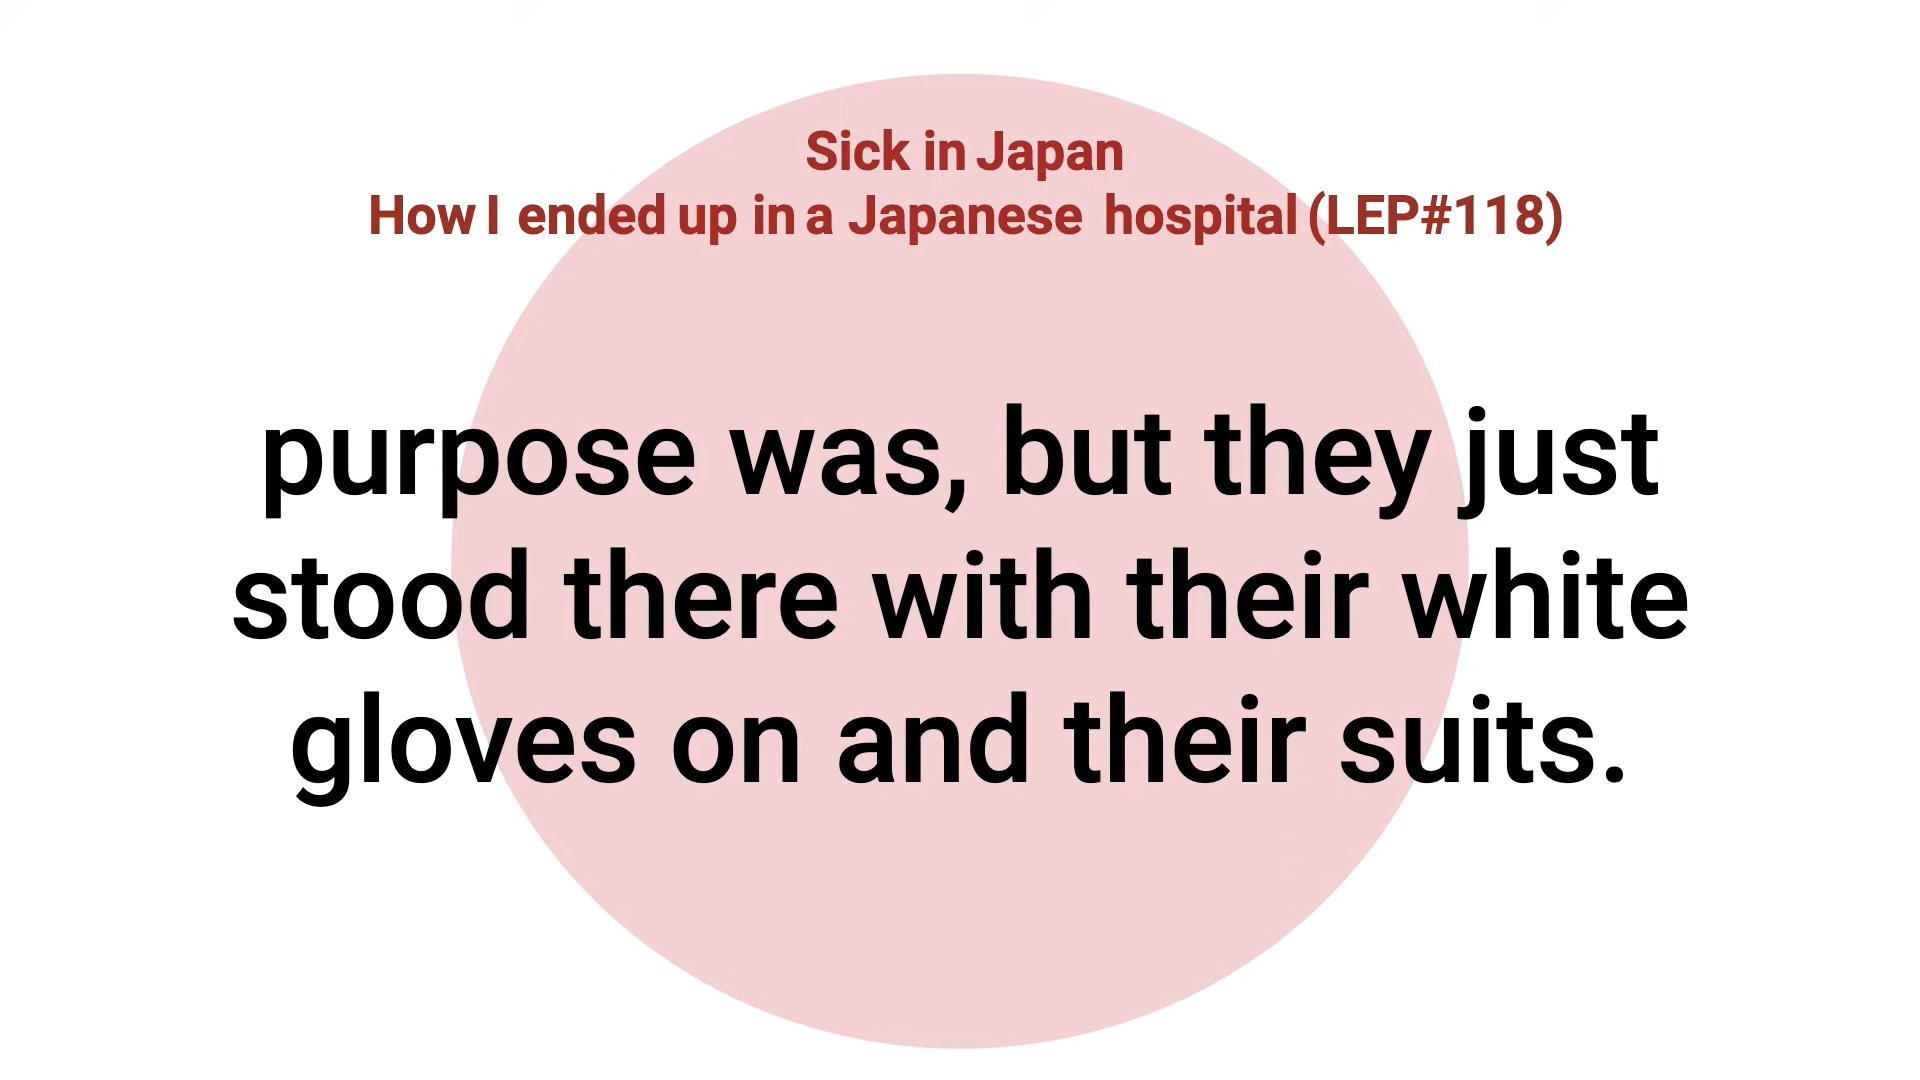 Sick in Japan
How I ended up in a Japanese hospital (LEP#118)
purpose was, but they just
stood there with their white
gloves on and their suits.